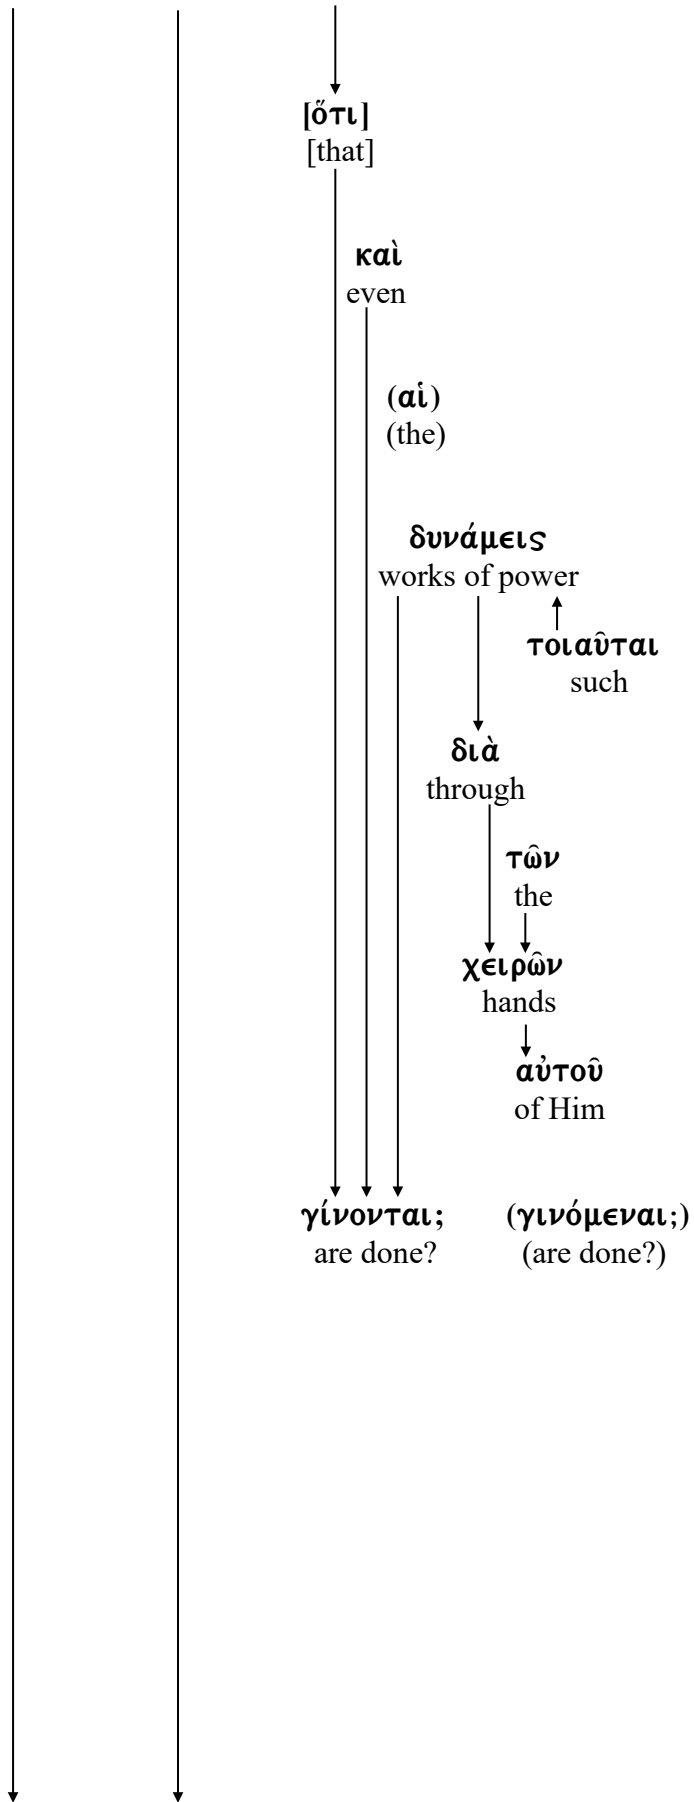 [ὅτι]
[that]
καὶ
even
(αἱ)
(the)
δυνάμεις
works of power
τοιαῦται
such
διὰ
through
τῶν
the
χειρῶν
hands
αὐτοῦ
of Him
γίνονται; (γινόμεναι;)
are done? (are done?)